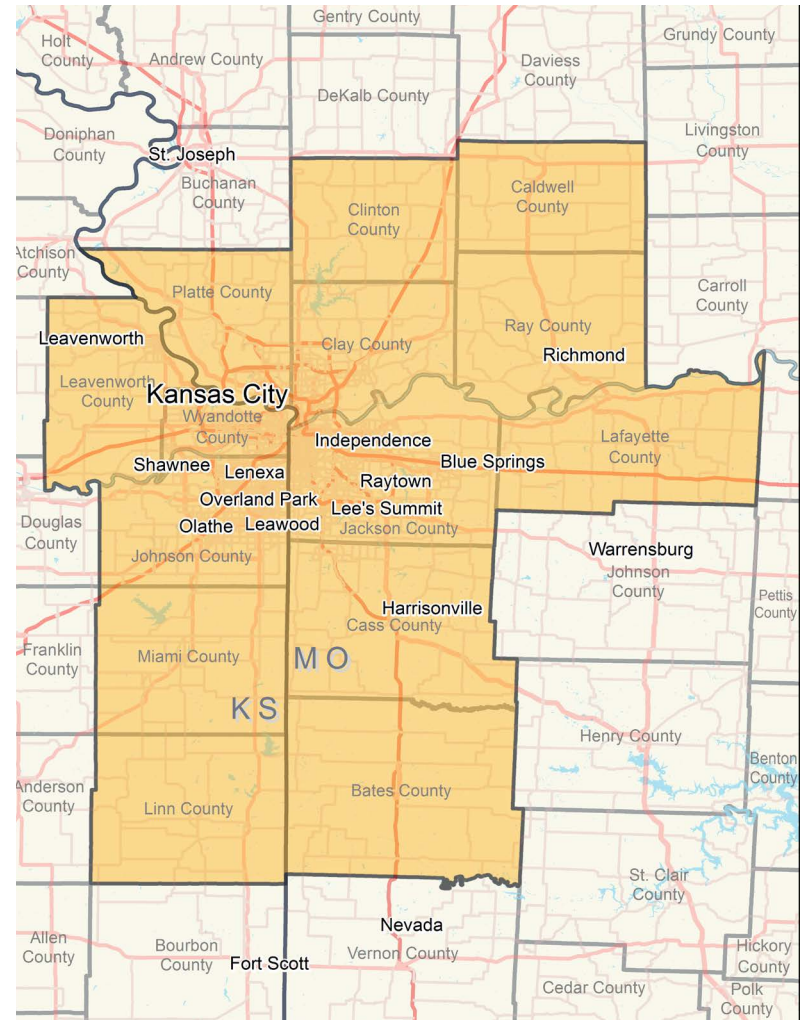 Gentry County
Holt
County
Andrew County
Grundy County
Daviess
County
DeKalb County
Doniphan
County
Livingston
County
St. Joseph
Buchanan
County
Caldwell
County
Clinton
County
Atchison
County
Platte County
Carroll
County
Ray County
Richmond
Clay County
Leavenworth
Leavenworth
County
Kansas City
Wyandotte
County
Independence
Lafayette
County
Shawnee
Lenexa
Blue Springs
Raytown
Overland Park
Lee's Summit
Olathe
Leawood
Jackson County
Douglas
County
Johnson County
Warrensburg
Johnson
County
Pettis
County
Harrisonville
Cass County
Franklin
County
Miami County
MO
KS
Henry County
Benton
County
Anderson
County
Linn County
Bates County
St. Clair
County
Nevada
Vernon County
Allen
County
Bourbon
County
Fort Scott
Hickory
County
Cedar County
Polk
County